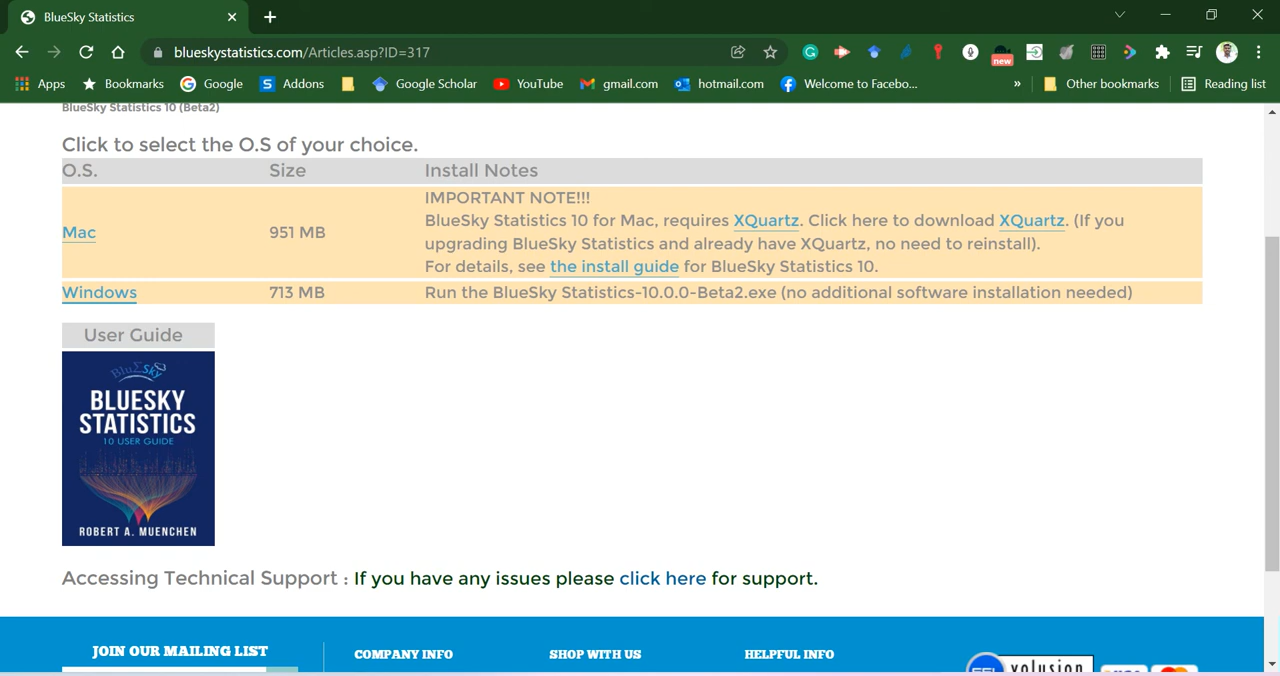 BlueSky Statistics
blueskystatistics.com/Articles.asp?ID=317
new
Apps Bookmarks Google Addons Google Scholar YouTube gmail.com hotmail.com Welcome to Facebo... » Other bookmarks Reading list
BlueSky Statistics 10 (Beta2)
Click to select the O.S of your choice.
O.S. Size Install Notes
IMPORTANT NOTE!!!
BlueSky Statistics 10 for Mac, requires XQuartz. Click here to download XQuartz. (If you
Mac 951 MB
upgrading BlueSky Statistics and already have XQuartz, no need to reinstall).
For details, see the install guide for BlueSky Statistics 10.
Windows 713 MB Run the BlueSky Statistics-10.0.0-Beta2.exe (no additional software installation needed)
User Guide
BluΣSky
BLUESKY
STATISTICS
10 USER GUIDE
ROBERT A. MUENCHEN
Accessing Technical Support : If you have any issues please click here for support.
JOIN OUR MAILING LIST COMPANY INFO SHOP WITH US HELPFUL INFO
volusion